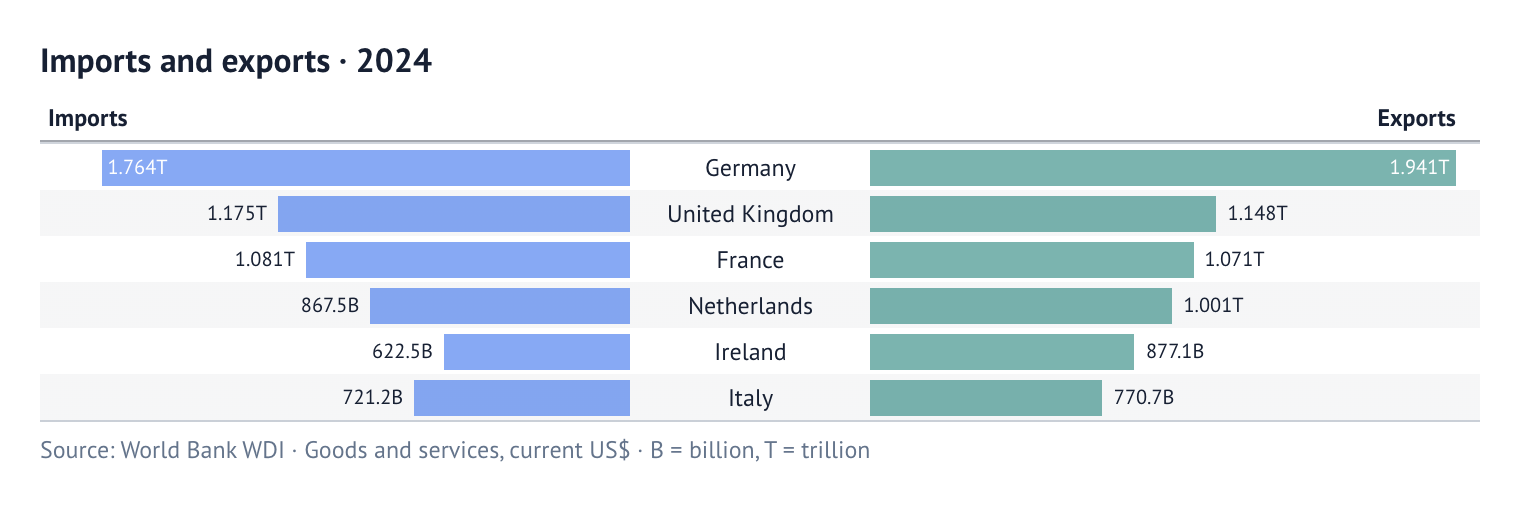 Imports and exports · 2024
Imports Exports
1.764T Germany 1.941T
1.175T United Kingdom 1.148T
1.081T France 1.071T
867.5B Netherlands 1.001T
622.5B Ireland 877.1B
721.2B Italy 770.7B
Source: World Bank WDI · Goods and services, current US$ · B = billion, T = trillion